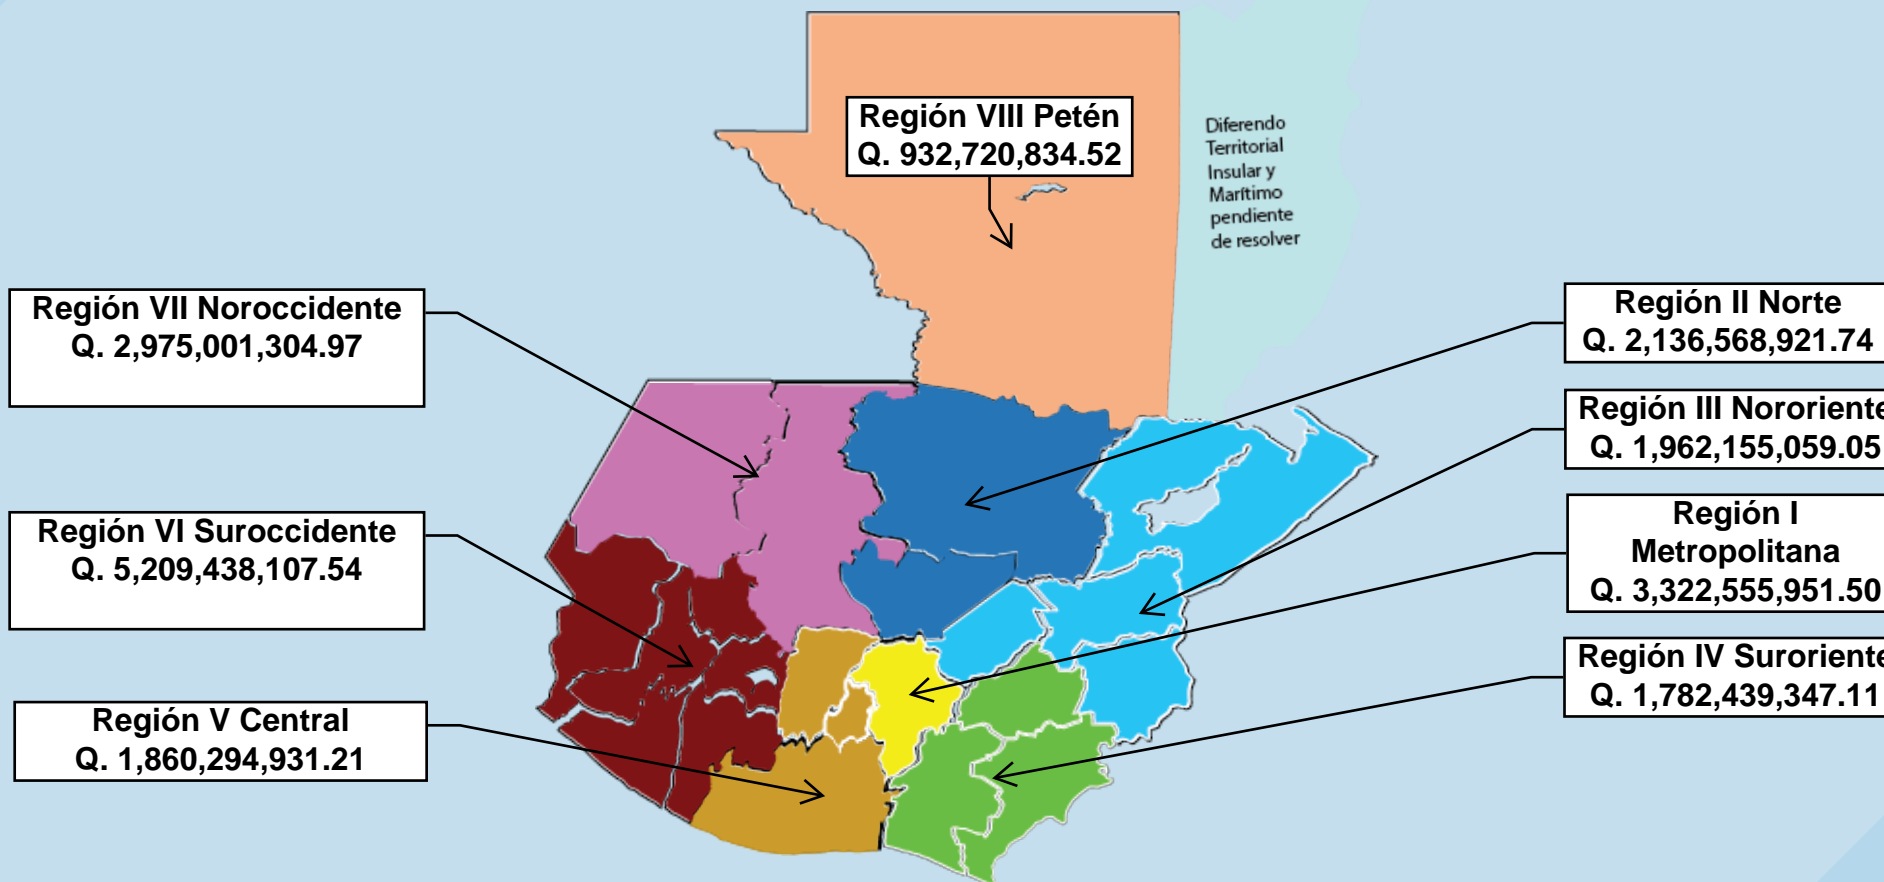 Región VIII Petén
Q. 932,720,834.52
Diferendo
Territorial
Insular y
Marítimo
pendiente
de resolver
Región VII Noroccidente
Q. 2,975,001,304.97
Región II Norte
Q. 2,136,568,921.74
Región III Nororiente
Q. 1,962,155,059.05
Región VI Suroccidente
Q. 5,209,438,107.54
Región I
Metropolitana
Q. 3,322,555,951.50
Región IV Suroriente
Q. 1,782,439,347.11
Región V Central
Q. 1,860,294,931.21